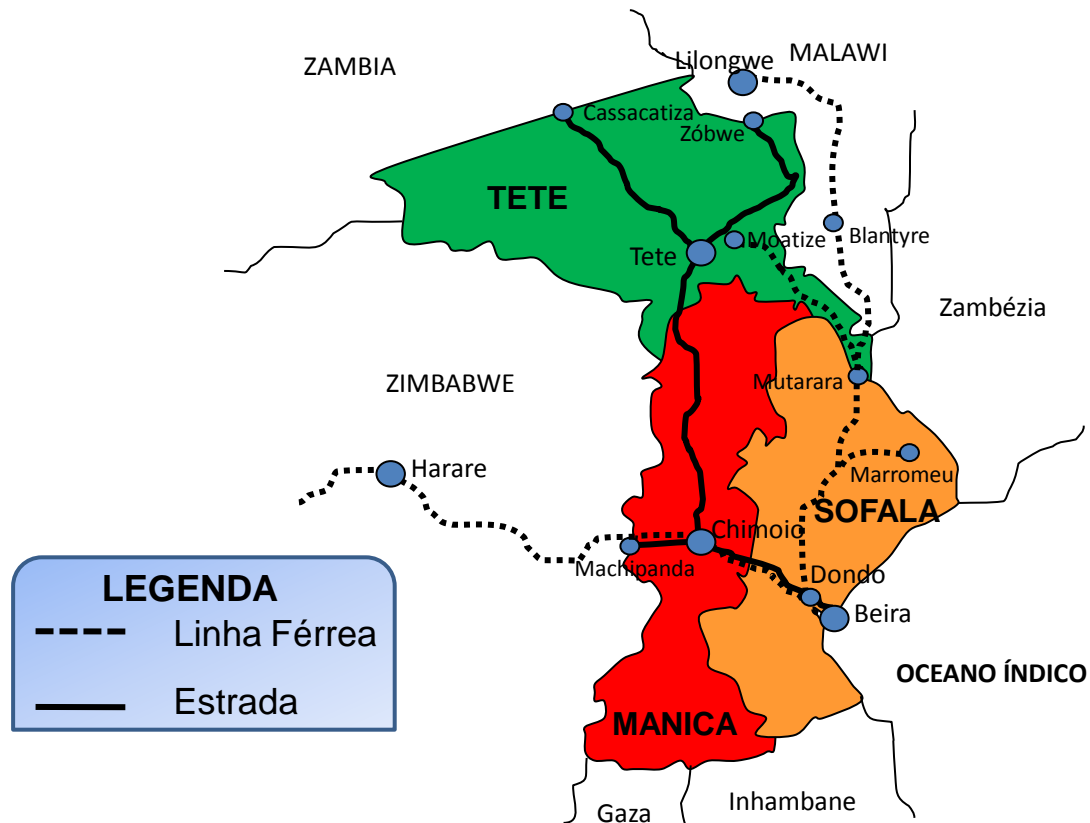 MALAWI
Lilongwe
ZAMBIA
Cassacatiza
Zóbwe
TETE
Moatize
Blantyre
Tete
Zambézia
ZIMBABWE
Mutarara
Harare
Marromeu
SOFALA
Chimoio
Machipanda
Dondo
Beira
LEGENDA
Linha Férrea
Estrada
OCEANO ÍNDICO
MANICA
Inhambane
Gaza